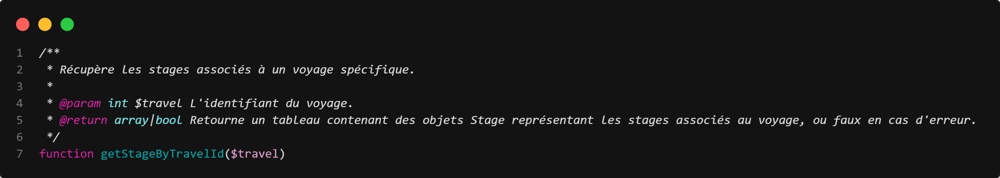 1 /**
2  * Récupère les stages associés à un voyage spécifique.
3  *
4  * @param int $travel L'identifiant du voyage.
5  * @return array|bool Retourne un tableau contenant des objets Stage représentant les stages associés au voyage, ou faux en cas d'erreur.
6  */
7 function getStageByTravelId($travel)